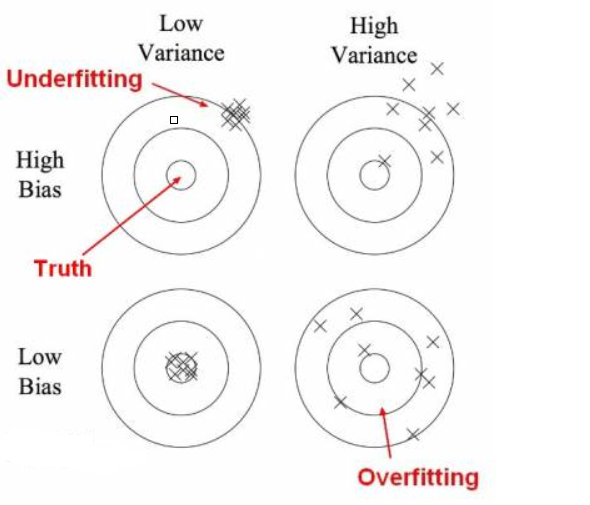 Low
Variance
High
Variance
Underfitting
High
Bias
Truth
Low
Bias
Overfitting